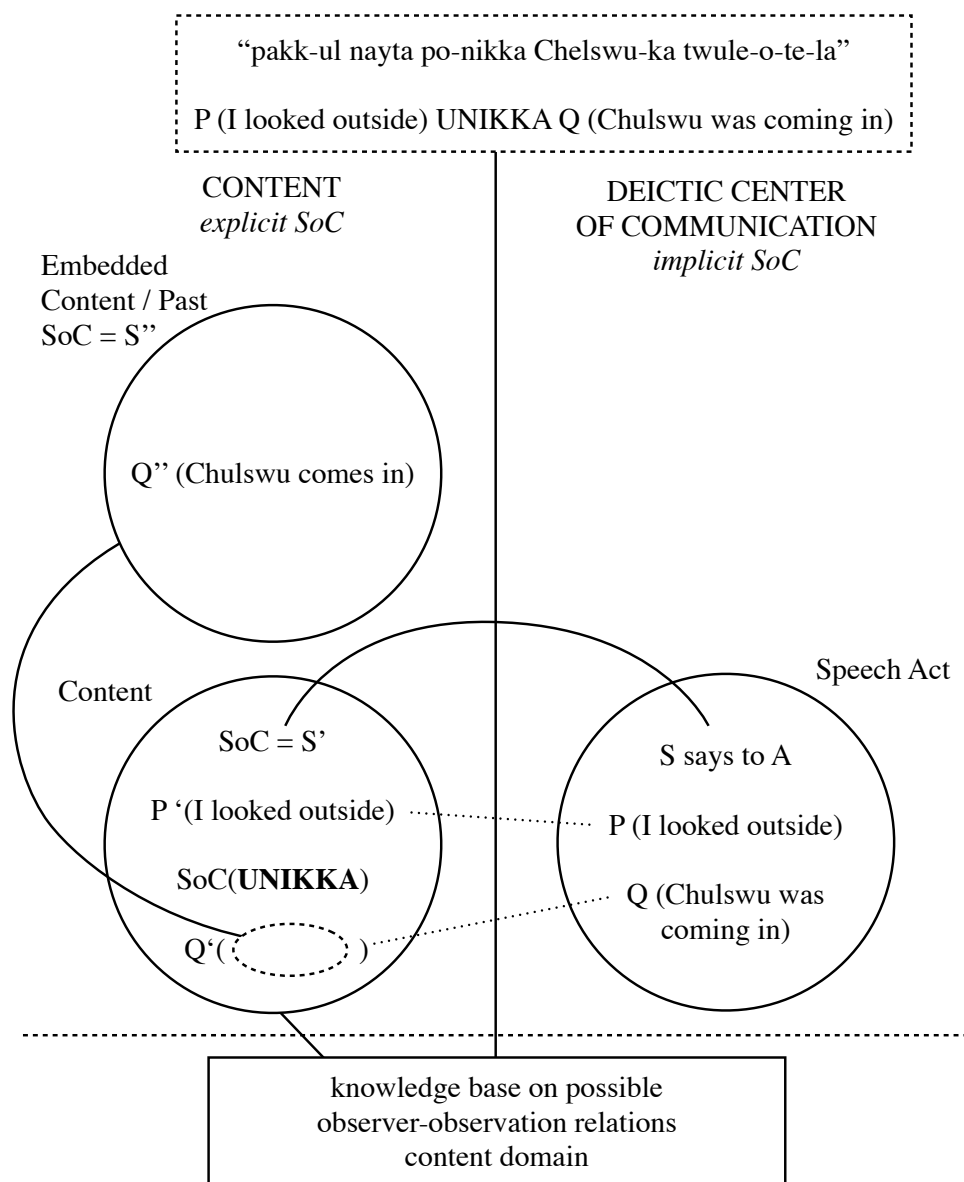 “pakk-ul nayta po-nikka Chelswu-ka twule-o-te-la”
P (I looked outside) UNIKKA Q (Chulswu was coming in)
CONTENT
explicit SoC
DEICTIC CENTER
OF COMMUNICATION
implicit SoC
Embedded
Content / Past
SoC = S’’
Q’’ (Chulswu comes in)
Content
Speech Act
SoC = S’
P ‘(I looked outside)
SoC(UNIKKA)
Q‘( )
S says to A
P (I looked outside)
Q (Chulswu was
coming in)
knowledge base on possible
observer-observation relations
content domain